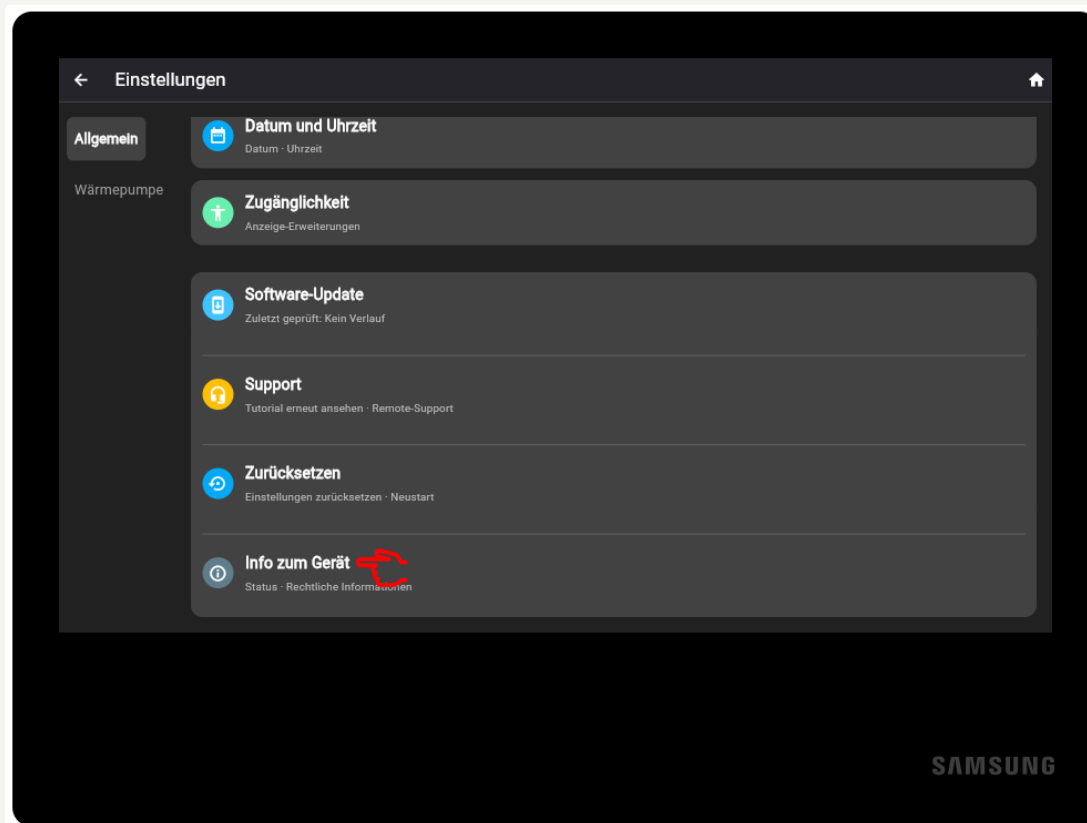 Einstellungen
Allgemein
Wärmepumpe
Datum und Uhrzeit
Datum · Uhrzeit
Zugänglichkeit
Anzeige-Erweiterungen
Software-Update
Zuletzt geprüft: Kein Verlauf
Support
Tutorial erneut ansehen · Remote-Support
Zurücksetzen
Einstellungen zurücksetzen · Neustart
Info zum Gerät
Status · Rechtliche Informationen
SAMSUNG